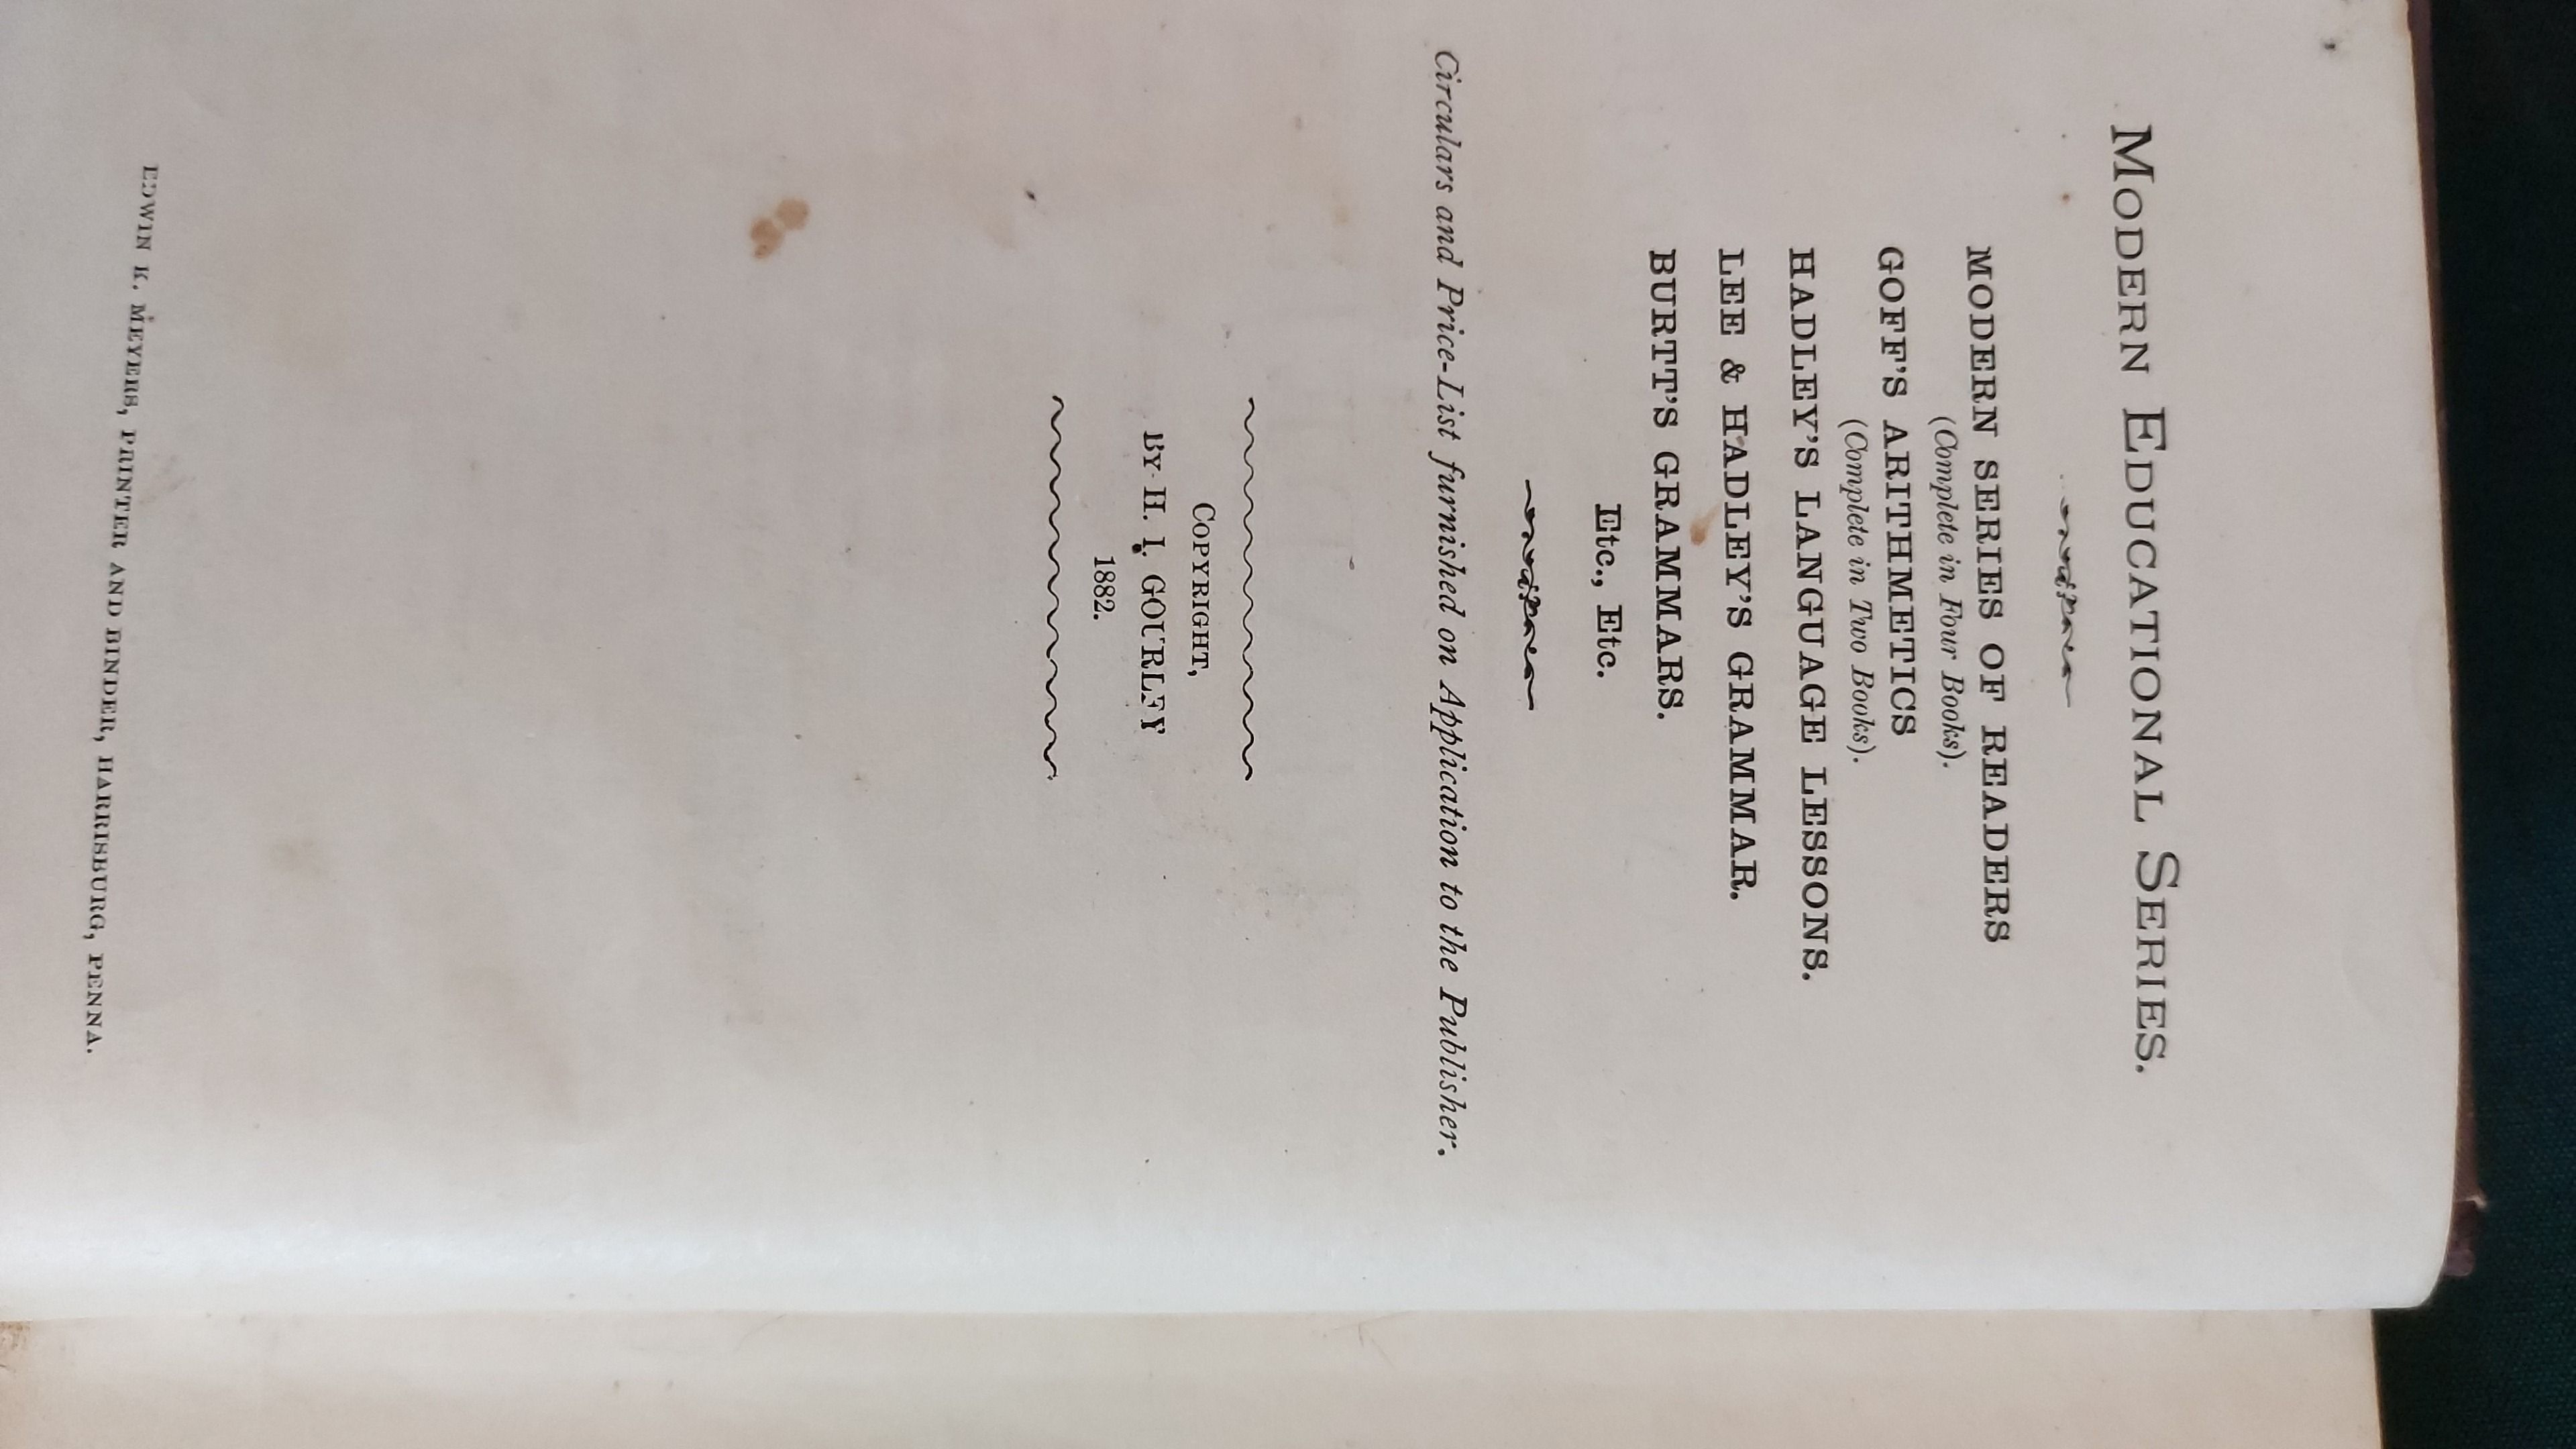 MODERN EDUCATIONAL SERIES.
MODERN SERIES OF READERS
(Complete in Four Books).
GOFF'S ARITHMETICS
(Complete in Two Books).
HADLEY'S LANGUAGE LESSONS.
LEE & HADLEY'S GRAMMAR.
BURTT'S GRAMMARS.
Etc., Etc.
Circulars and Price-List furnished on Application to the Publisher.
COPYRIGHT,
BY H. I. GOURLEY
1882.
EDWIN K. MEYERS, PRINTER AND BINDER, HARRISBURG, PENNA.